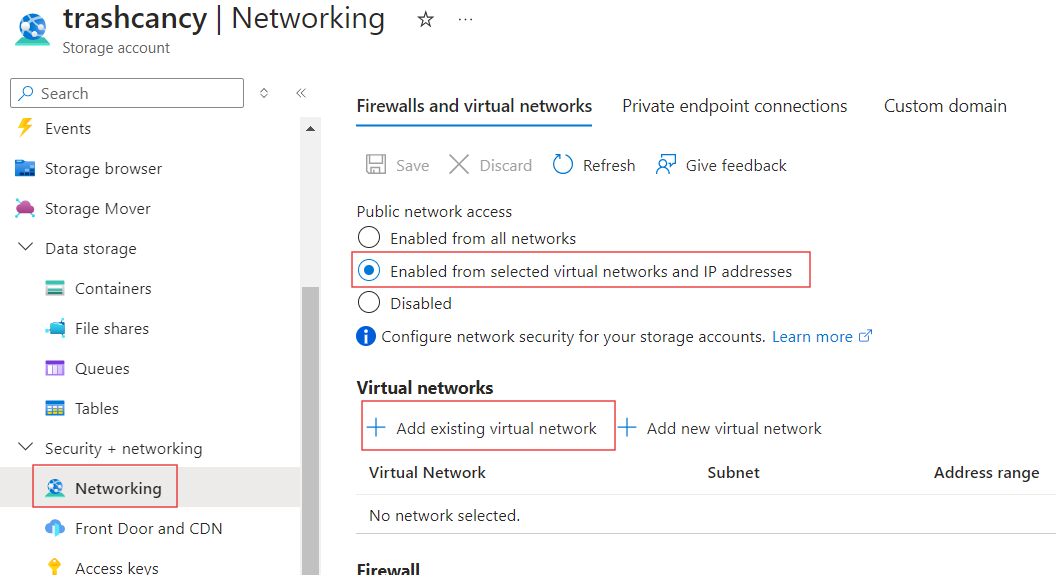 trashcancy | Networking
Storage account
Search
Events
Storage browser
Storage Mover
Data storage
Containers
File shares
Queues
Tables
Security + networking
Networking
Front Door and CDN
Access keys
Firewalls and virtual networks Private endpoint connections Custom domain
Save Discard Refresh Give feedback
Public network access
Enabled from all networks
Enabled from selected virtual networks and IP addresses
Disabled
Configure network security for your storage accounts. Learn more
Virtual networks
Add existing virtual network Add new virtual network
Virtual Network Subnet Address range
No network selected.
Firewall